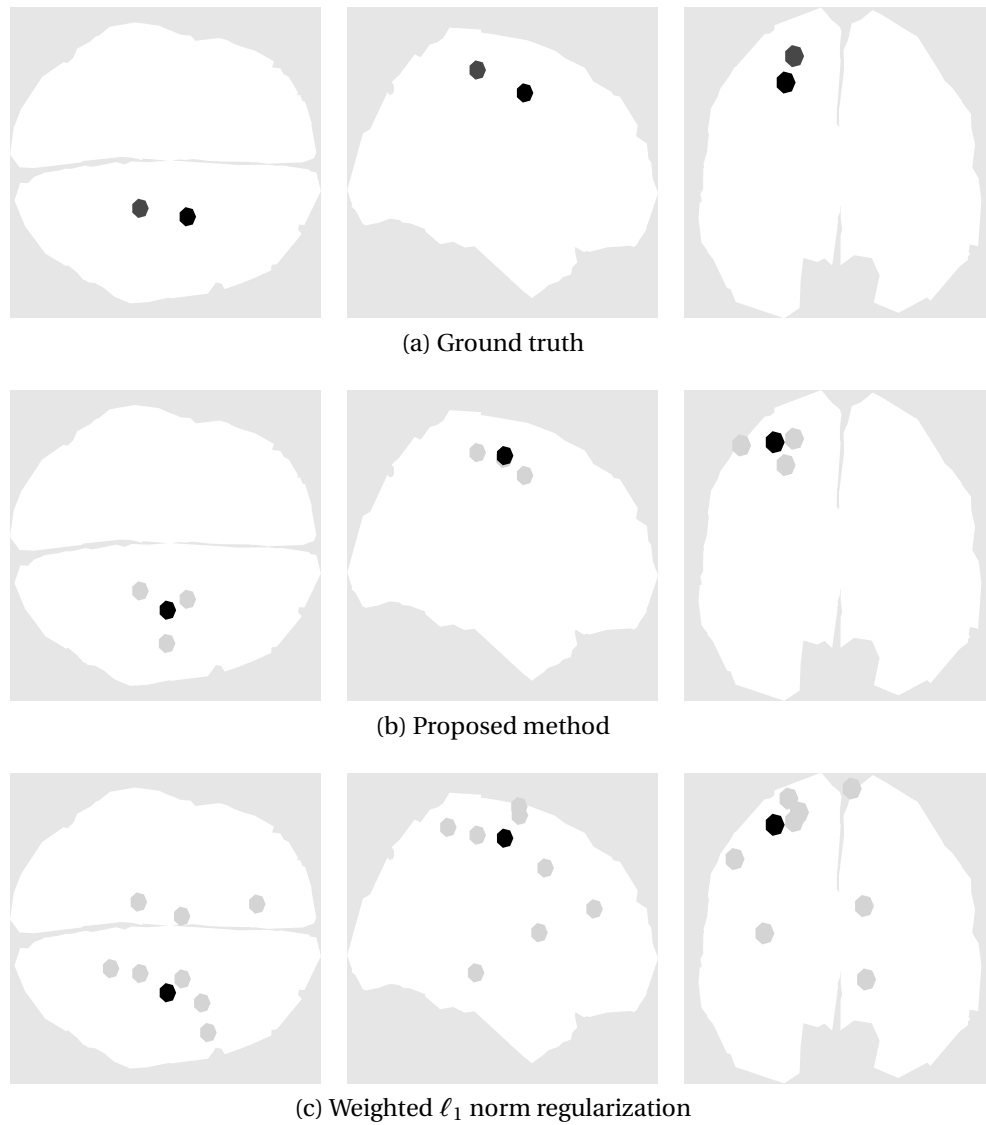 (a) Ground truth
(b) Proposed method
(c) Weighted ℓ₁ norm regularization